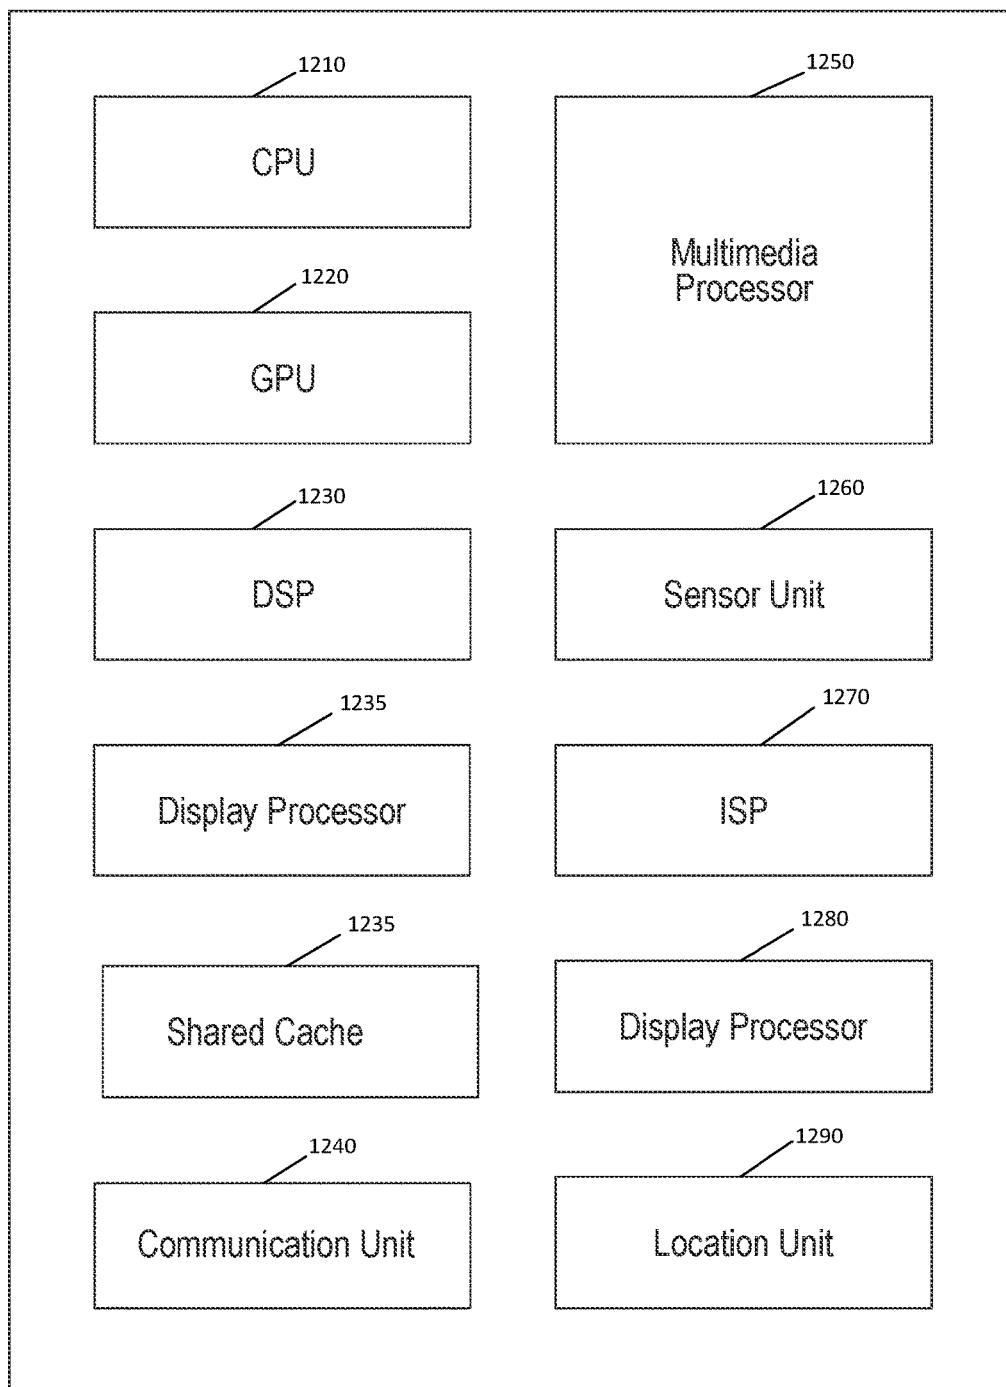 1210
CPU
1220
GPU
1230
DSP
1235
Display Processor
1235
Shared Cache
1240
Communication Unit
1250
Multimedia
Processor
1260
Sensor Unit
1270
ISP
1280
Display Processor
1290
Location Unit